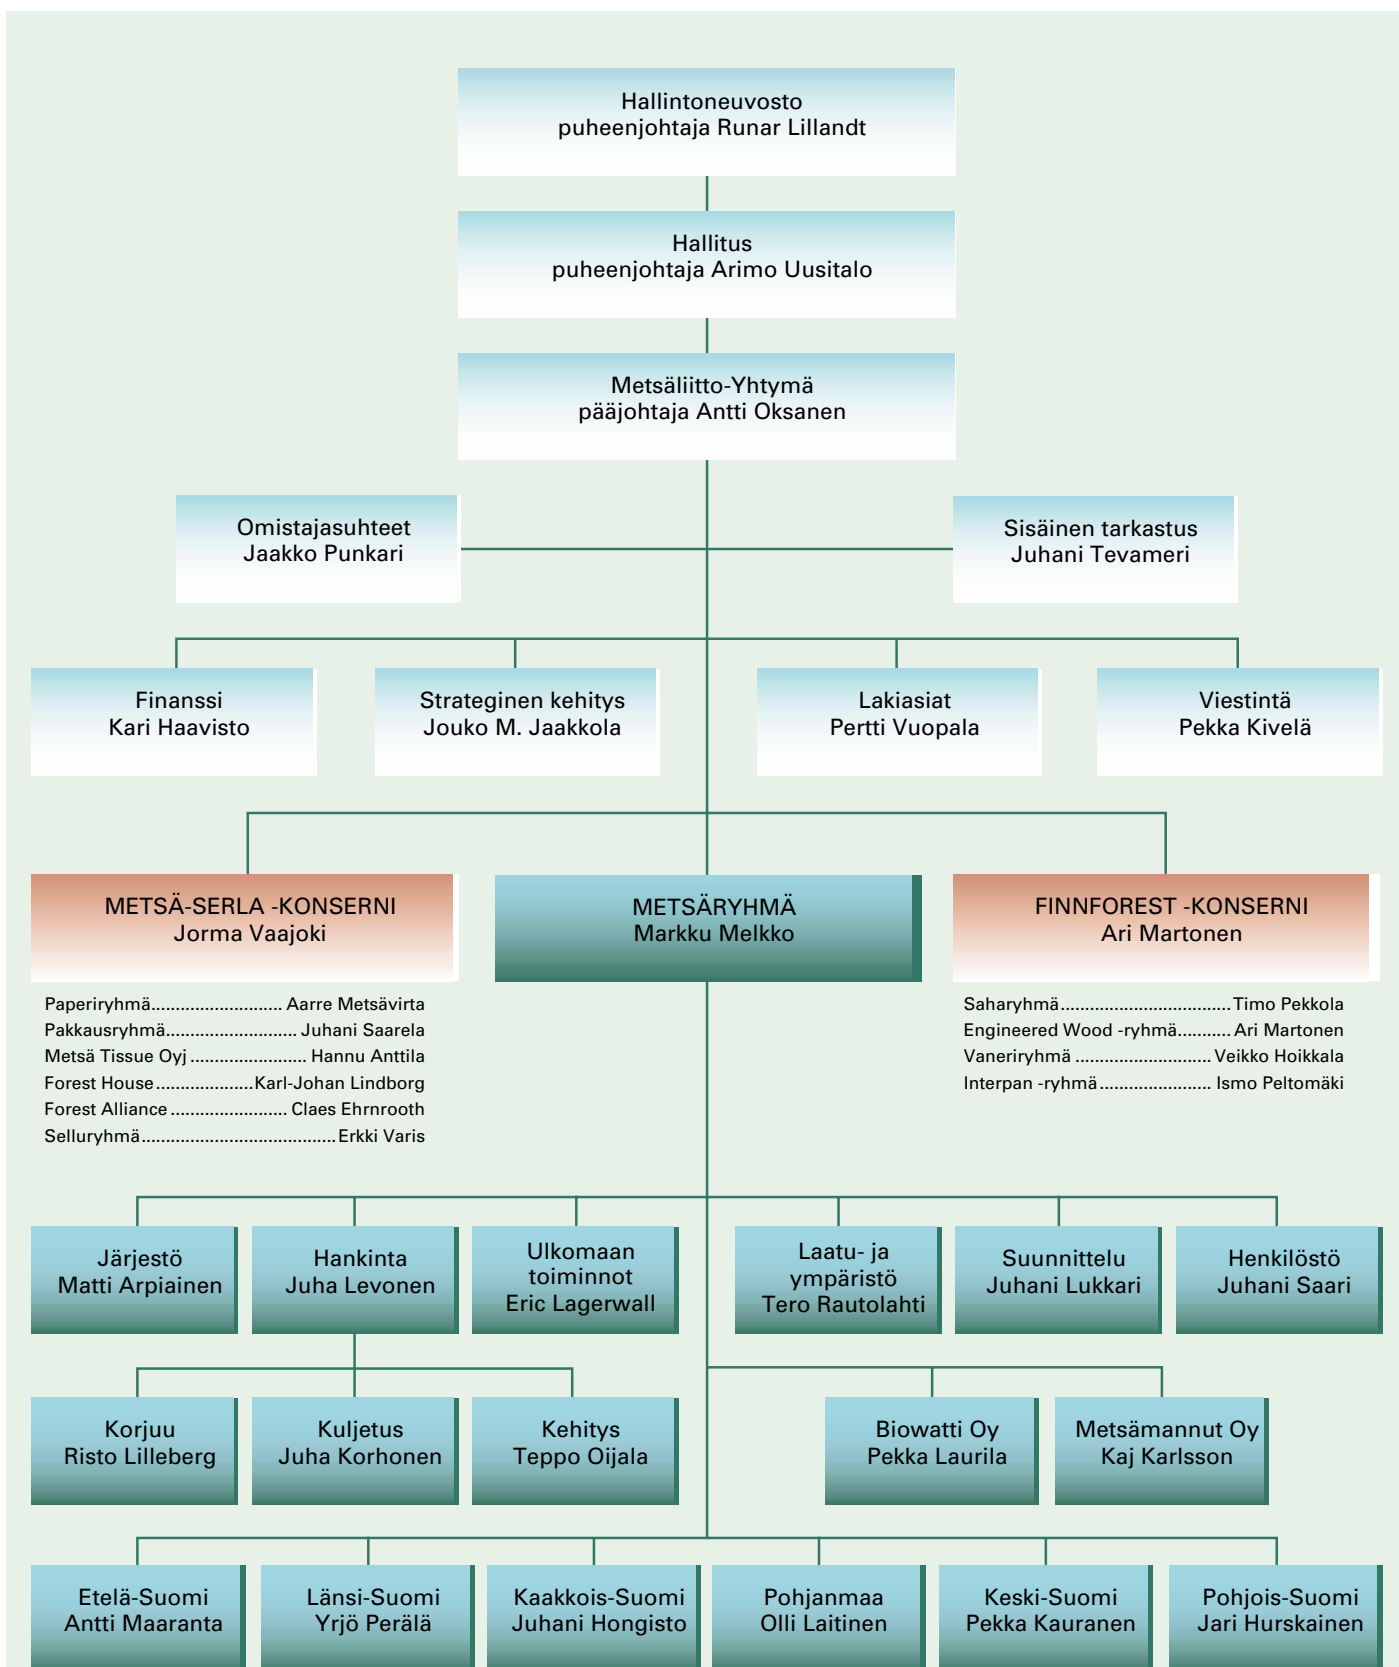 Hallintoneuvosto
puheenjohtaja Runar Lillandt
Hallitus
puheenjohtaja Arimo Uusitalo
Metsäliitto-Yhtymä
pääjohtaja Antti Oksanen
Omistajasuhteet
Jaakko Punkari
Sisäinen tarkastus
Juhani Tevameri
Finanssi
Kari Haavisto
Strateginen kehitys
Jouko M. Jaakkola
Lakiasiat
Pertti Vuopala
Viestintä
Pekka Kivelä
METSÄ-SERLA -KONSERNI
Jorma Vaajoki
METSÄRYHMÄ
Markku Melkko
FINNFOREST -KONSERNI
Ari Martonen
Paperiryhmä........................... Aarre Metsävirta
Pakkausryhmä........................... Juhani Saarela
Metsä Tissue Oyj ........................ Hannu Anttila
Forest House....................Karl-Johan Lindborg
Forest Alliance ........................ Claes Ehrnrooth
Selluryhmä........................................Erkki Varis
Saharyhmä...................................Timo Pekkola
Engineered Wood -ryhmä........... Ari Martonen
Vaneriryhmä ............................ Veikko Hoikkala
Interpan -ryhmä....................... Ismo Peltomäki
Järjestö
Matti Arpiainen
Hankinta
Juha Levonen
Ulkomaan
toiminnot
Eric Lagerwall
Laatu- ja
ympäristö
Tero Rautolahti
Suunnittelu
Juhani Lukkari
Henkilöstö
Juhani Saari
Korjuu
Risto Lilleberg
Kuljetus
Juha Korhonen
Kehitys
Teppo Oijala
Biowatti Oy
Pekka Laurila
Metsämannut Oy
Kaj Karlsson
Etelä-Suomi
Antti Maaranta
Länsi-Suomi
Yrjö Perälä
Kaakkois-Suomi
Juhani Hongisto
Pohjanmaa
Olli Laitinen
Keski-Suomi
Pekka Kauranen
Pohjois-Suomi
Jari Hurskainen